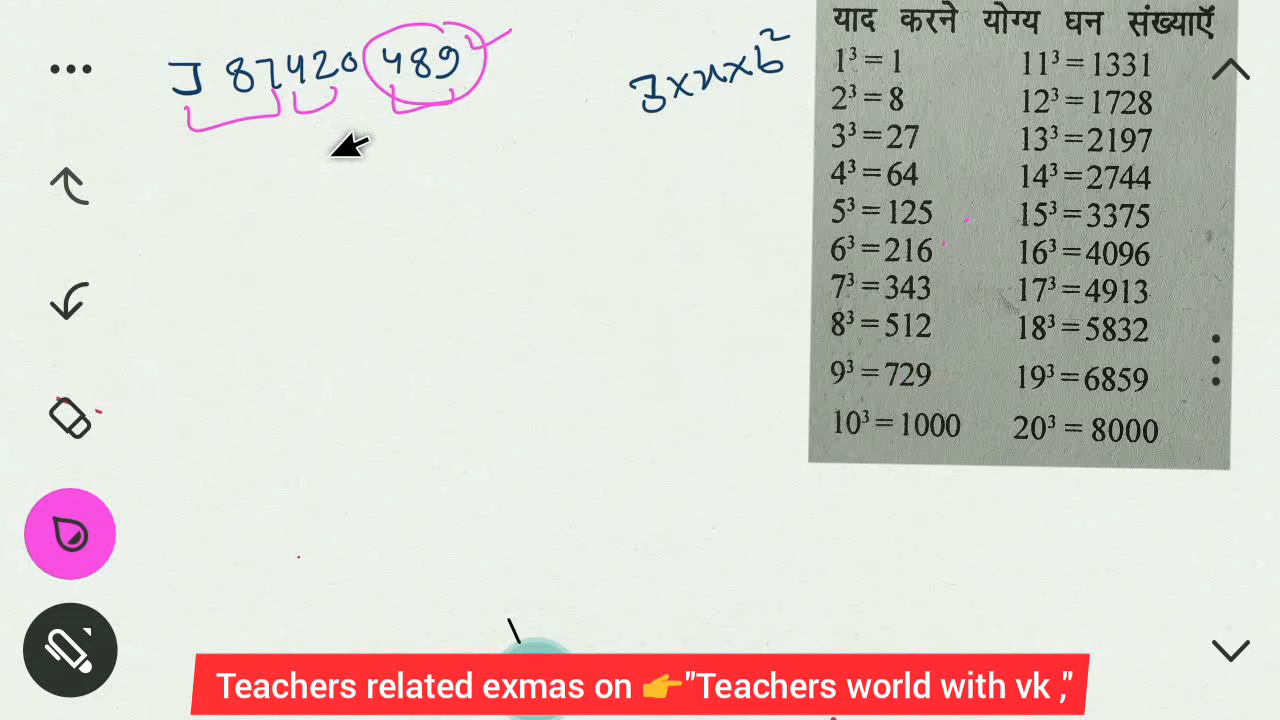 J 87420489
3×x×b²
याद करने योग्य घन संख्याएँ
1³ = 1 11³ = 1331
2³ = 8 12³ = 1728
3³ = 27 13³ = 2197
4³ = 64 14³ = 2744
5³ = 125 15³ = 3375
6³ = 216 16³ = 4096
7³ = 343 17³ = 4913
8³ = 512 18³ = 5832
9³ = 729 19³ = 6859
10³ = 1000 20³ = 8000
Teachers related exmas on 👉"Teachers world with vk ,"